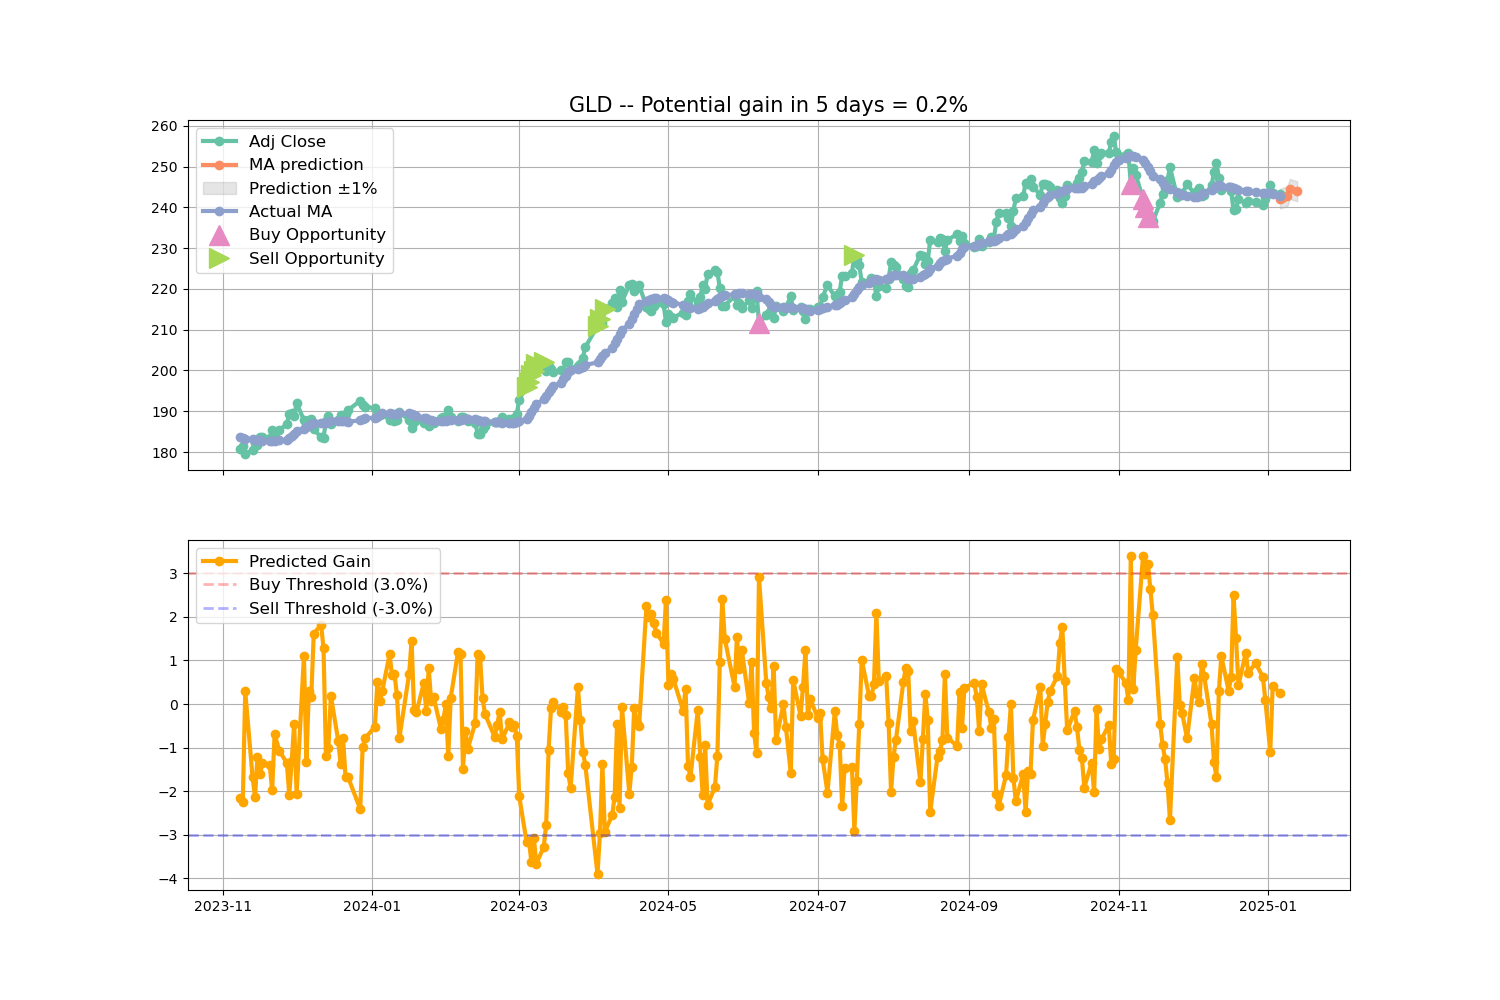 GLD -- Potential gain in 5 days = 0.2%
260
250
240
230
220
210
200
190
180
Adj Close
MA prediction
Prediction ±1%
Actual MA
Buy Opportunity
Sell Opportunity
3
2
1
0
−1
−2
−3
−4
Predicted Gain
Buy Threshold (3.0%)
Sell Threshold (-3.0%)
2023-11 2024-01 2024-03 2024-05 2024-07 2024-09 2024-11 2025-01